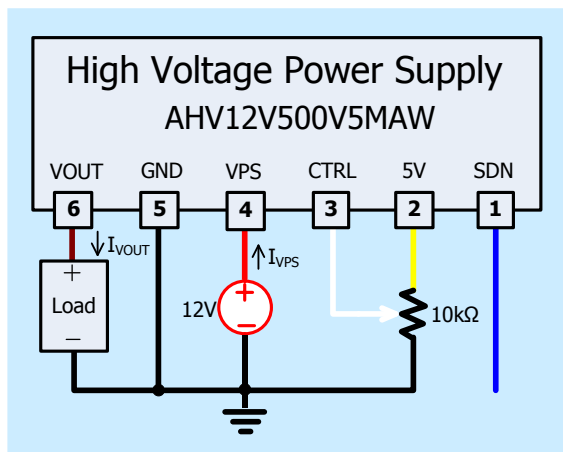 High Voltage Power Supply
AHV12V500V5MAW
VOUT GND VPS CTRL 5V SDN
6 5 4 3 2 1
IVOUT IVPS
+ +
Load 12V 10kΩ
− −